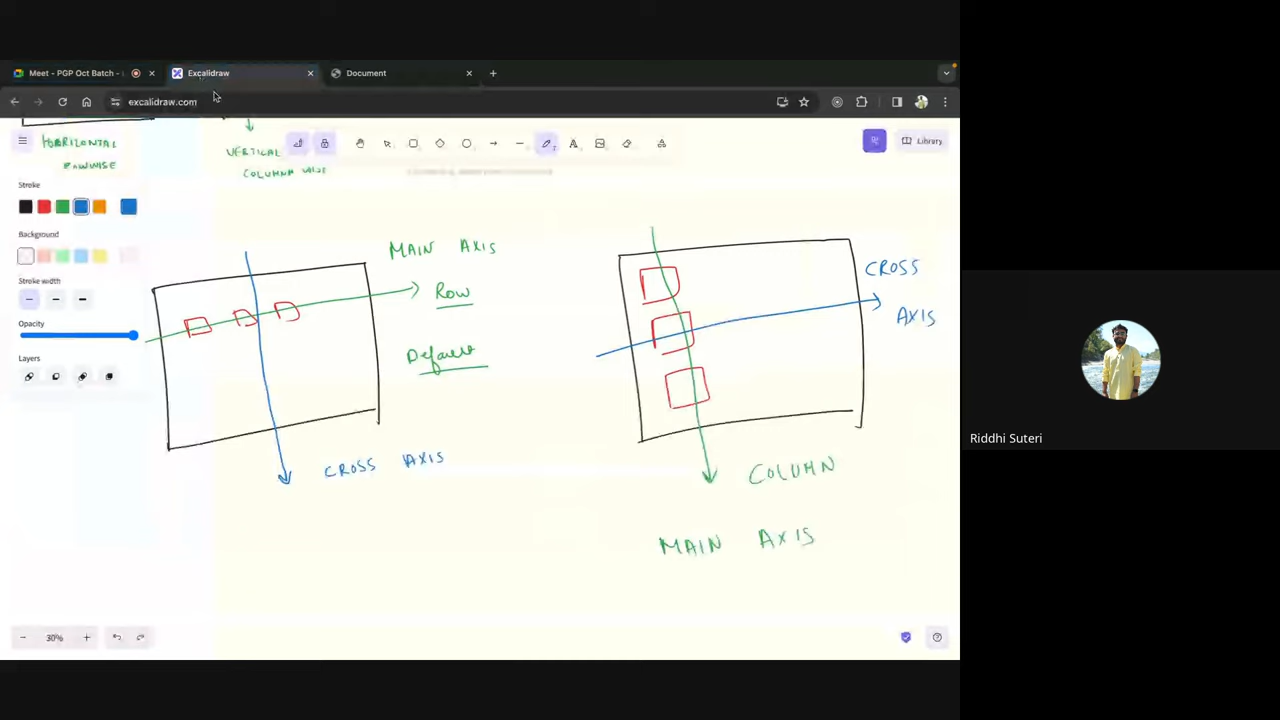 Meet - PGP Oct Batch -
Excalidraw
Document
excalidraw.com
Library
HORIZONTAL
ROWWISE
VERTICAL
COLUMN WISE
Stroke
Background
Stroke width
Opacity
Layers
MAIN AXIS
Row
Default
CROSS AXIS
CROSS
AXIS
COLUMN
MAIN AXIS
30%
Riddhi Suteri